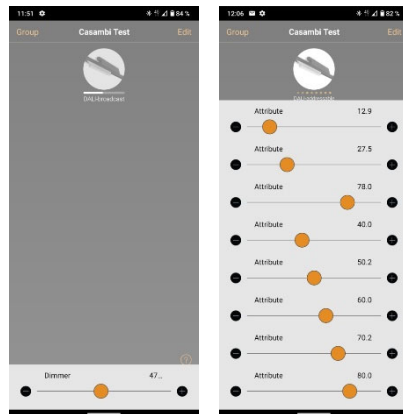 11:51 4G 84 %
Group Casambi Test Edit
DALI-broadcast
?
Dimmer 47..
12:06 4G 82 %
Group Casambi Test Edit
Attribute 12.9
Attribute 27.5
Attribute 78.0
Attribute 40.0
Attribute 50.2
Attribute 60.0
Attribute 70.2
Attribute 80.0